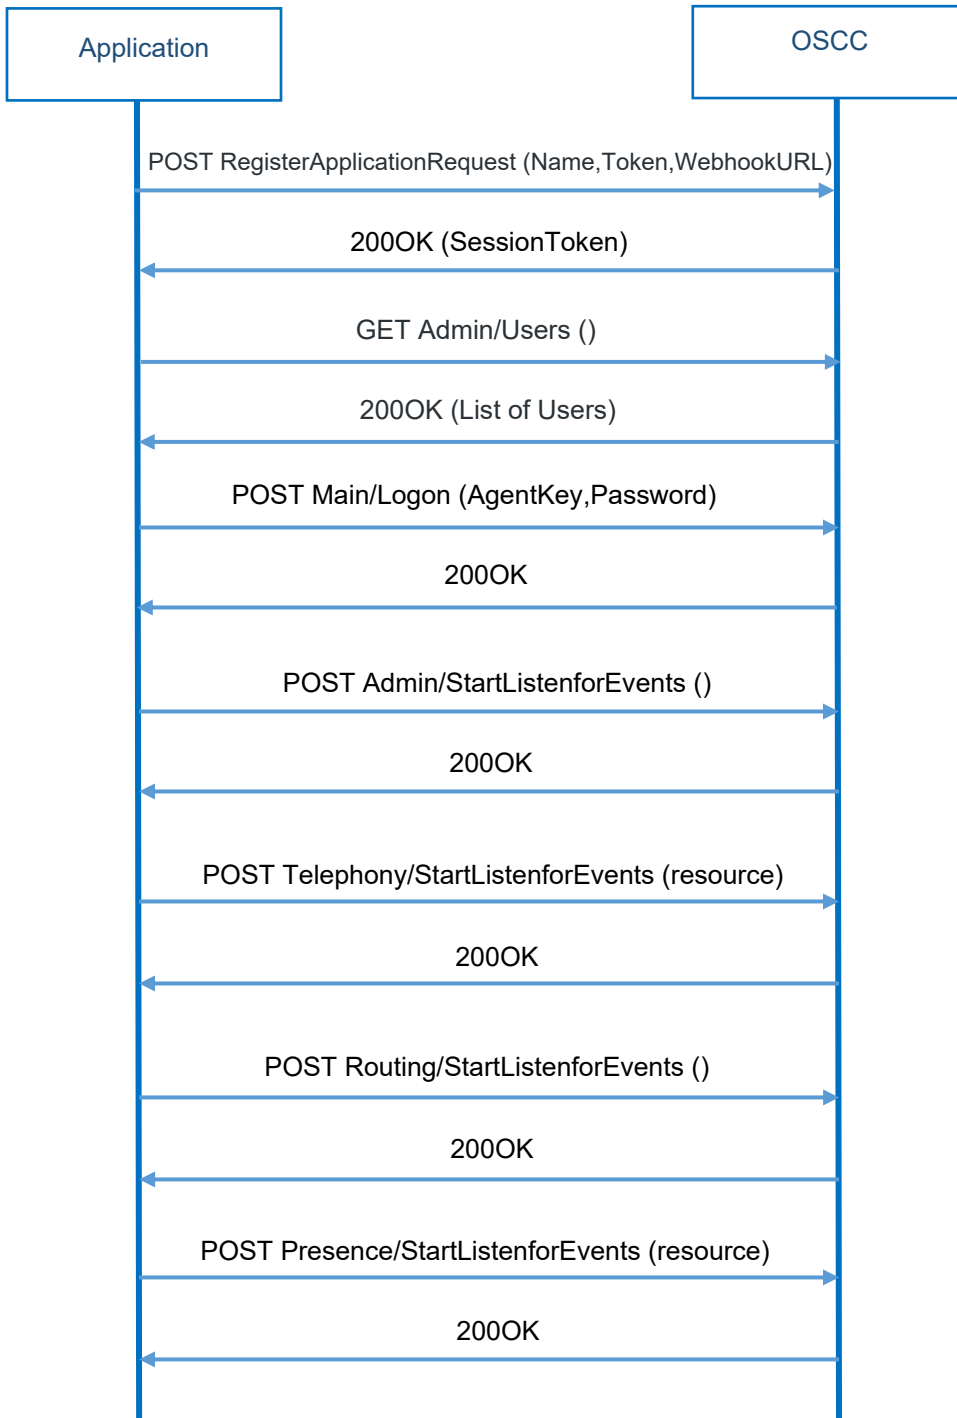 Application
OSCC
POST RegisterApplicationRequest (Name,Token,WebhookURL)
200OK (SessionToken)
GET Admin/Users ()
200OK (List of Users)
POST Main/Logon (AgentKey,Password)
200OK
POST Admin/StartListenforEvents ()
200OK
POST Telephony/StartListenforEvents (resource)
200OK
POST Routing/StartListenforEvents ()
200OK
POST Presence/StartListenforEvents (resource)
200OK